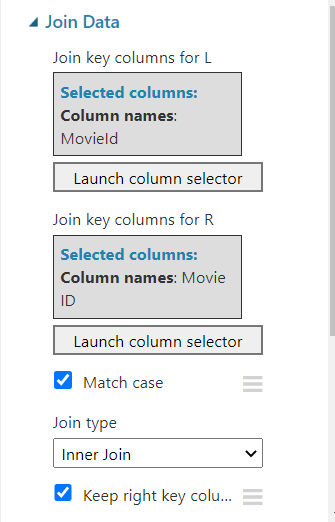 Join Data
Join key columns for L
Selected columns:
Column names:
MovieId
Launch column selector
Join key columns for R
Selected columns:
Column names: Movie
ID
Launch column selector
Match case
Join type
Inner Join
Keep right key colu...